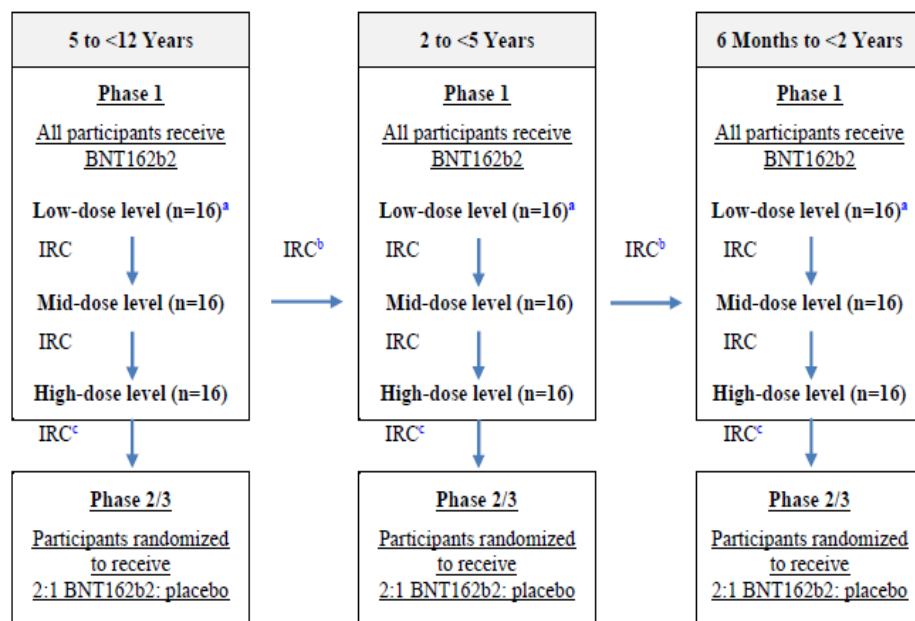 5 to <12 Years
Phase 1
All participants receive
BNT162b2
Low-dose level (n=16)a
IRC
Mid-dose level (n=16)
IRC
High-dose level (n=16)
IRCc
Phase 2/3
Participants randomized
to receive
2:1 BNT162b2: placebo
IRCb
2 to <5 Years
Phase 1
All participants receive
BNT162b2
Low-dose level (n=16)a
IRC
Mid-dose level (n=16)
IRC
High-dose level (n=16)
IRCc
Phase 2/3
Participants randomized
to receive
2:1 BNT162b2: placebo
IRCb
6 Months to <2 Years
Phase 1
All participants receive
BNT162b2
Low-dose level (n=16)a
IRC
Mid-dose level (n=16)
IRC
High-dose level (n=16)
IRCc
Phase 2/3
Participants randomized
to receive
2:1 BNT162b2: placebo